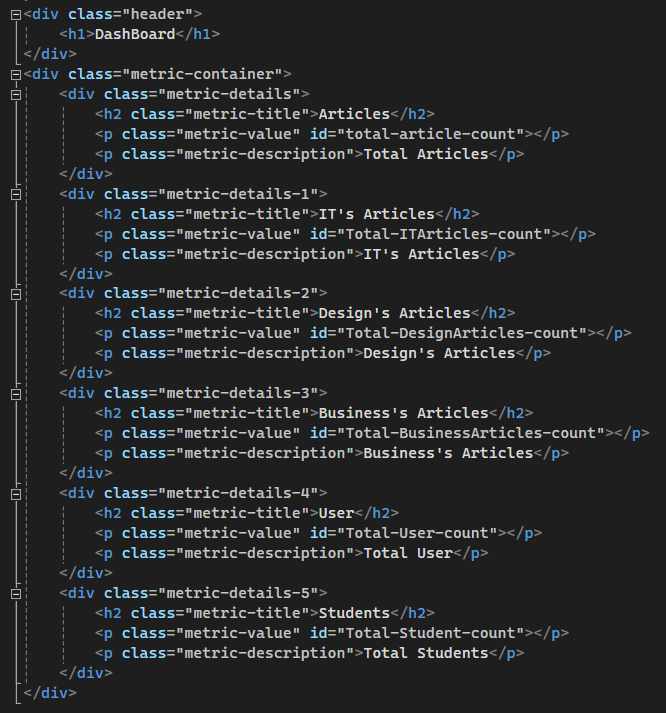 <div class="header">
<h1>DashBoard</h1>
</div>
<div class="metric-container">
<div class="metric-details">
<h2 class="metric-title">Articles</h2>
<p class="metric-value" id="total-article-count"></p>
<p class="metric-description">Total Articles</p>
</div>
<div class="metric-details-1">
<h2 class="metric-title">IT's Articles</h2>
<p class="metric-value" id="Total-ITArticles-count"></p>
<p class="metric-description">IT's Articles</p>
</div>
<div class="metric-details-2">
<h2 class="metric-title">Design's Articles</h2>
<p class="metric-value" id="Total-DesignArticles-count"></p>
<p class="metric-description">Design's Articles</p>
</div>
<div class="metric-details-3">
<h2 class="metric-title">Business's Articles</h2>
<p class="metric-value" id="Total-BusinessArticles-count"></p>
<p class="metric-description">Business's Articles</p>
</div>
<div class="metric-details-4">
<h2 class="metric-title">User</h2>
<p class="metric-value" id="Total-User-count"></p>
<p class="metric-description">Total User</p>
</div>
<div class="metric-details-5">
<h2 class="metric-title">Students</h2>
<p class="metric-value" id="Total-Student-count"></p>
<p class="metric-description">Total Students</p>
</div>
</div>